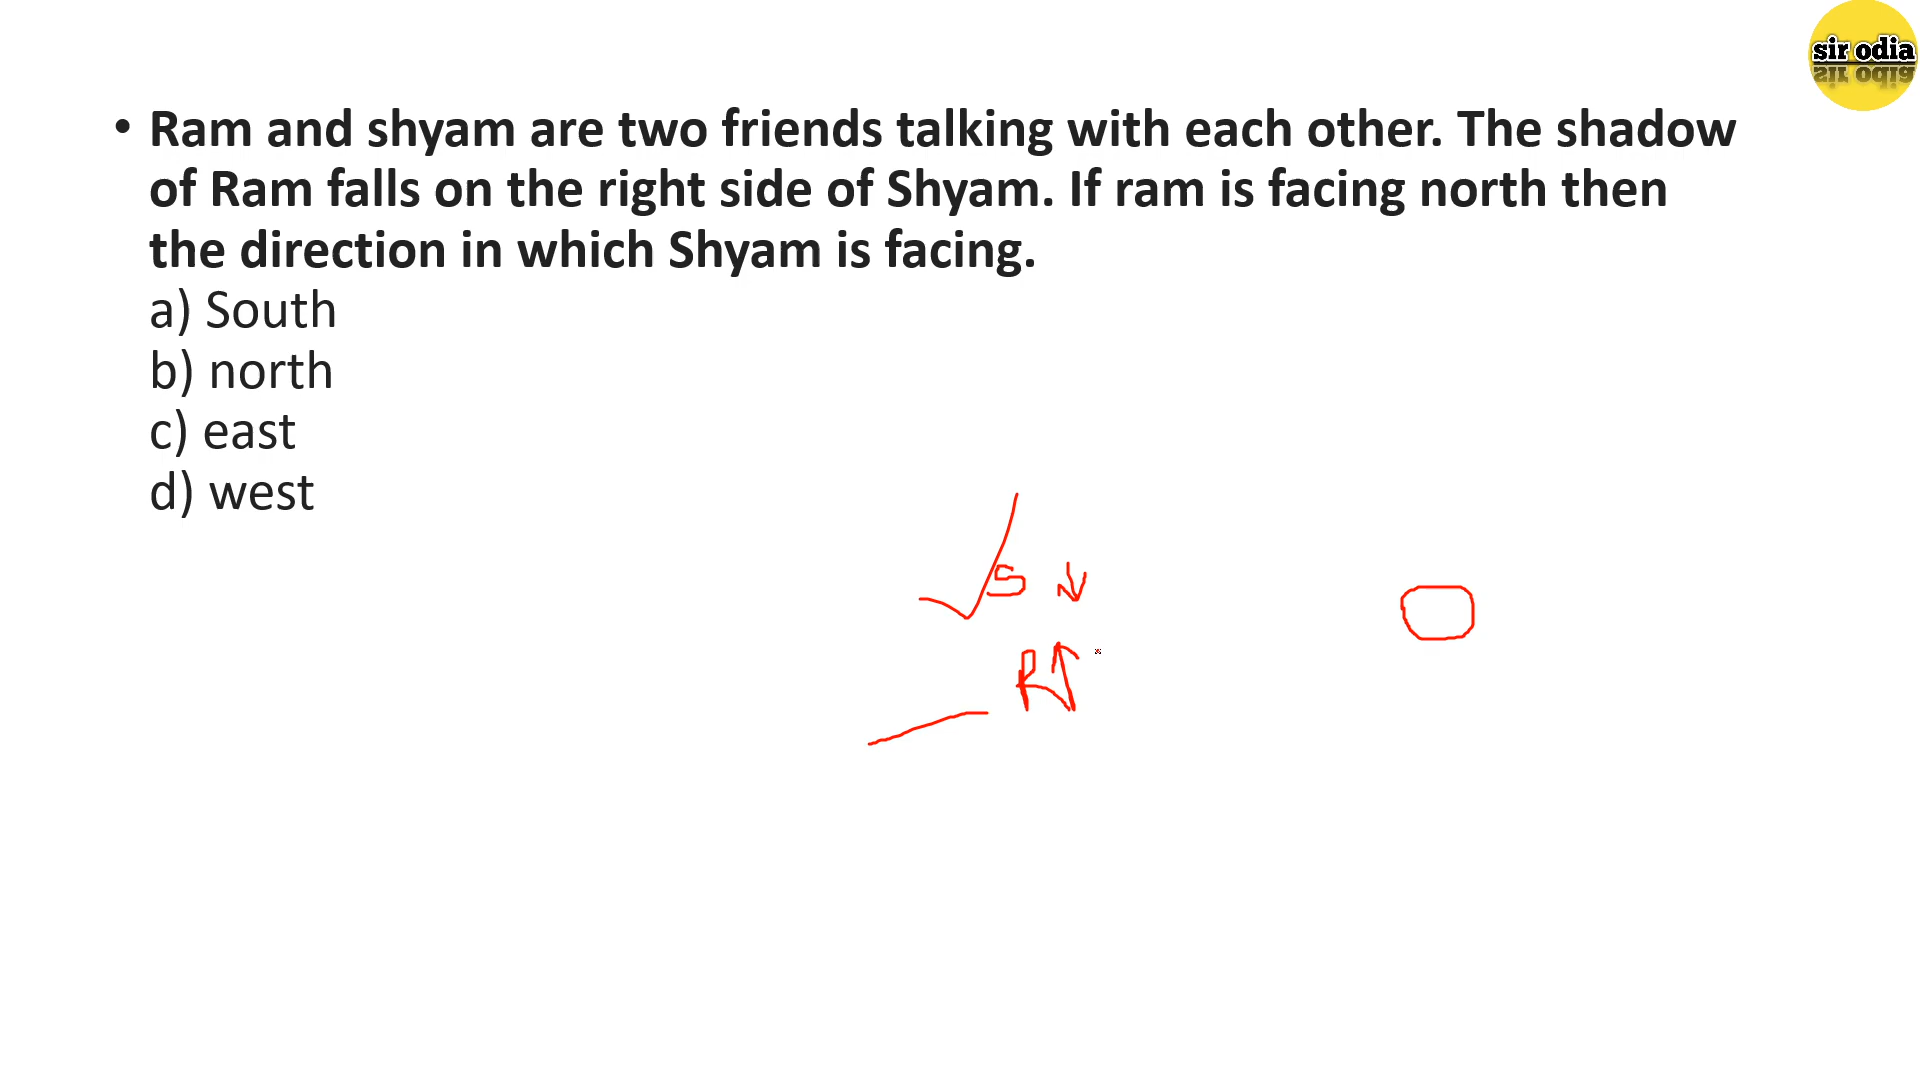 sir odia
• Ram and shyam are two friends talking with each other. The shadow
of Ram falls on the right side of Shyam. If ram is facing north then
the direction in which Shyam is facing.
a) South
b) north
c) east
d) west
S
R